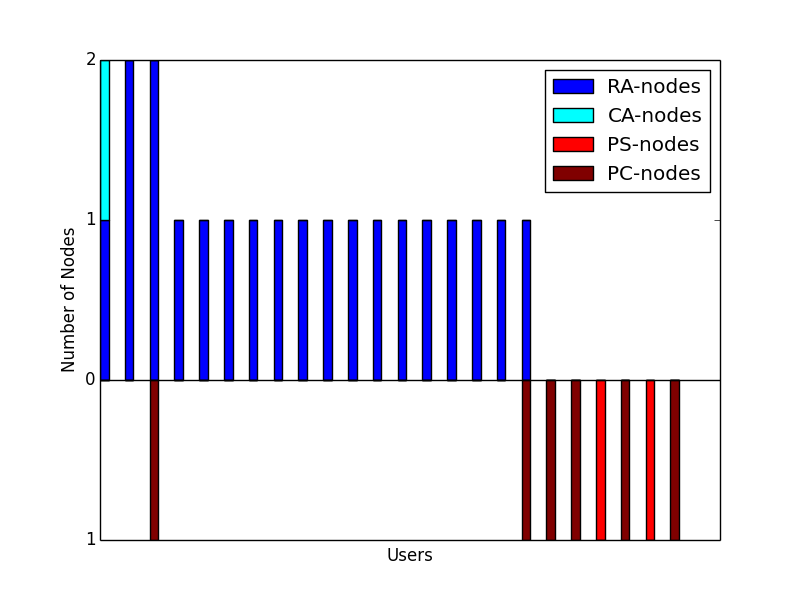 2
RA-nodes
CA-nodes
PS-nodes
PC-nodes
1
Number of Nodes
0
1
Users